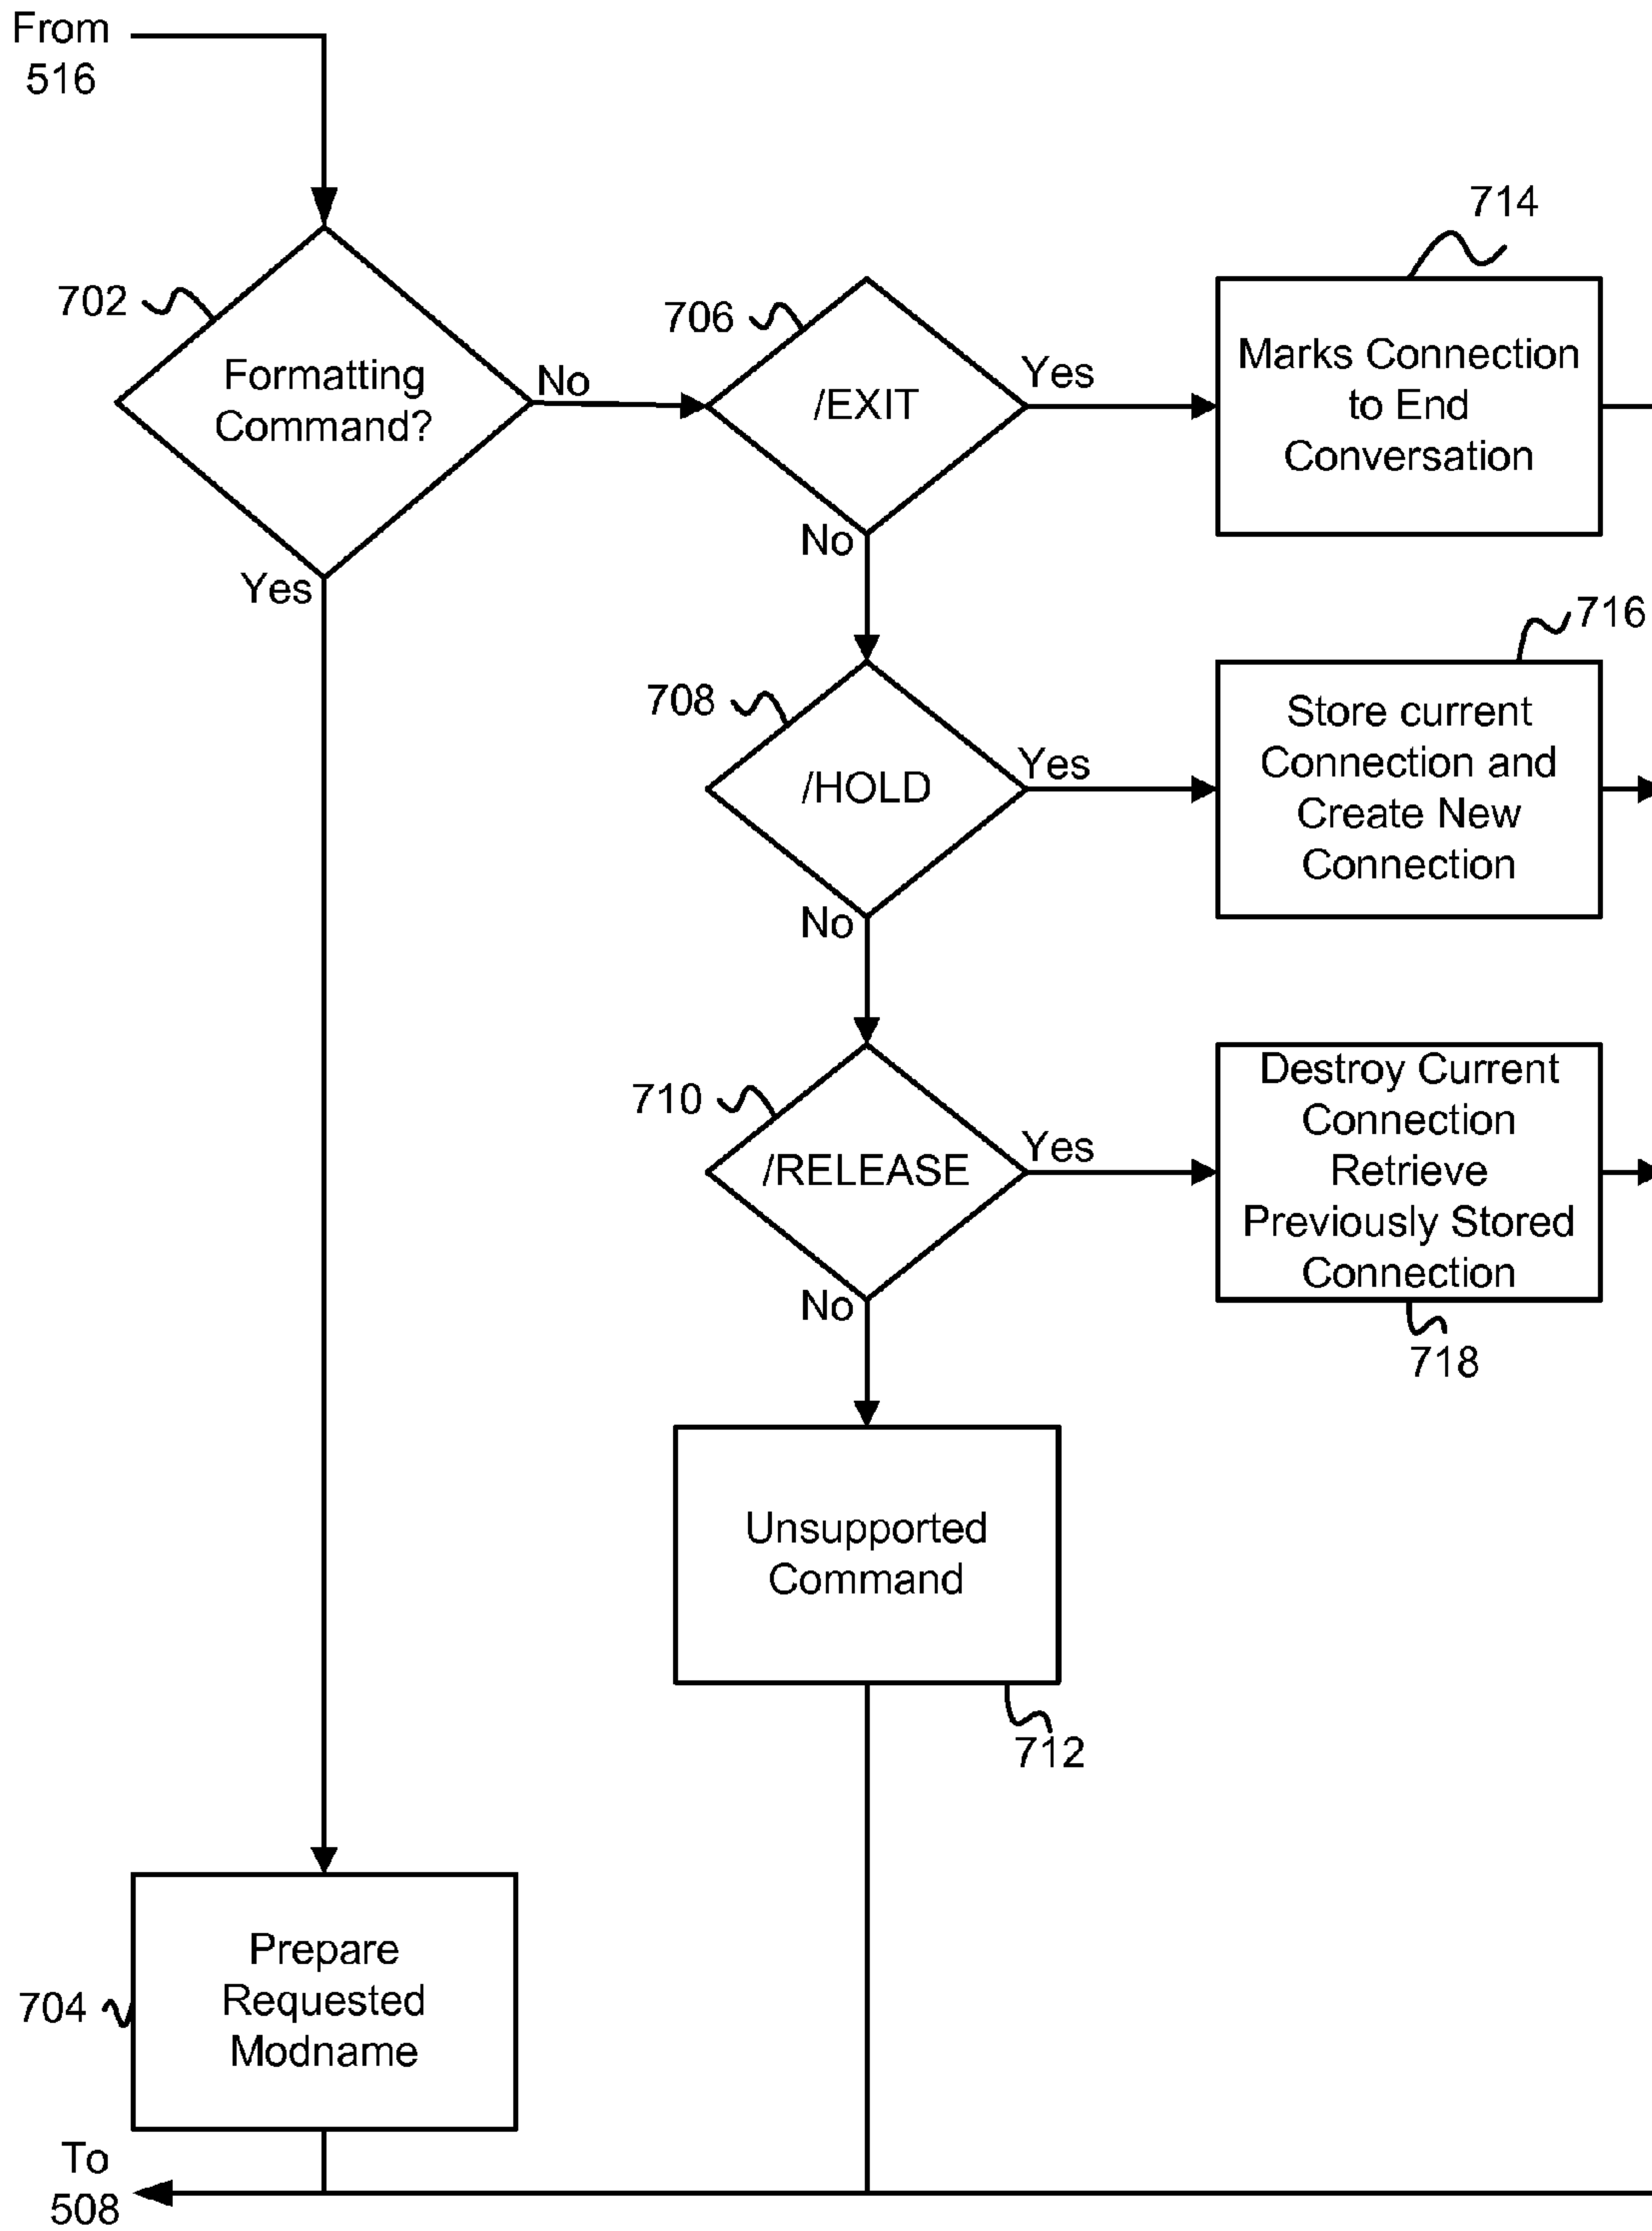 From
516
702
Formatting
Command?
No
Yes
706
/EXIT
Yes
No
714
Marks Connection
to End
Conversation
708
/HOLD
Yes
No
716
Store current
Connection and
Create New
Connection
710
/RELEASE
Yes
No
Destroy Current
Connection
Retrieve
Previously Stored
Connection
718
Unsupported
Command
712
704
Prepare
Requested
Modname
To
508